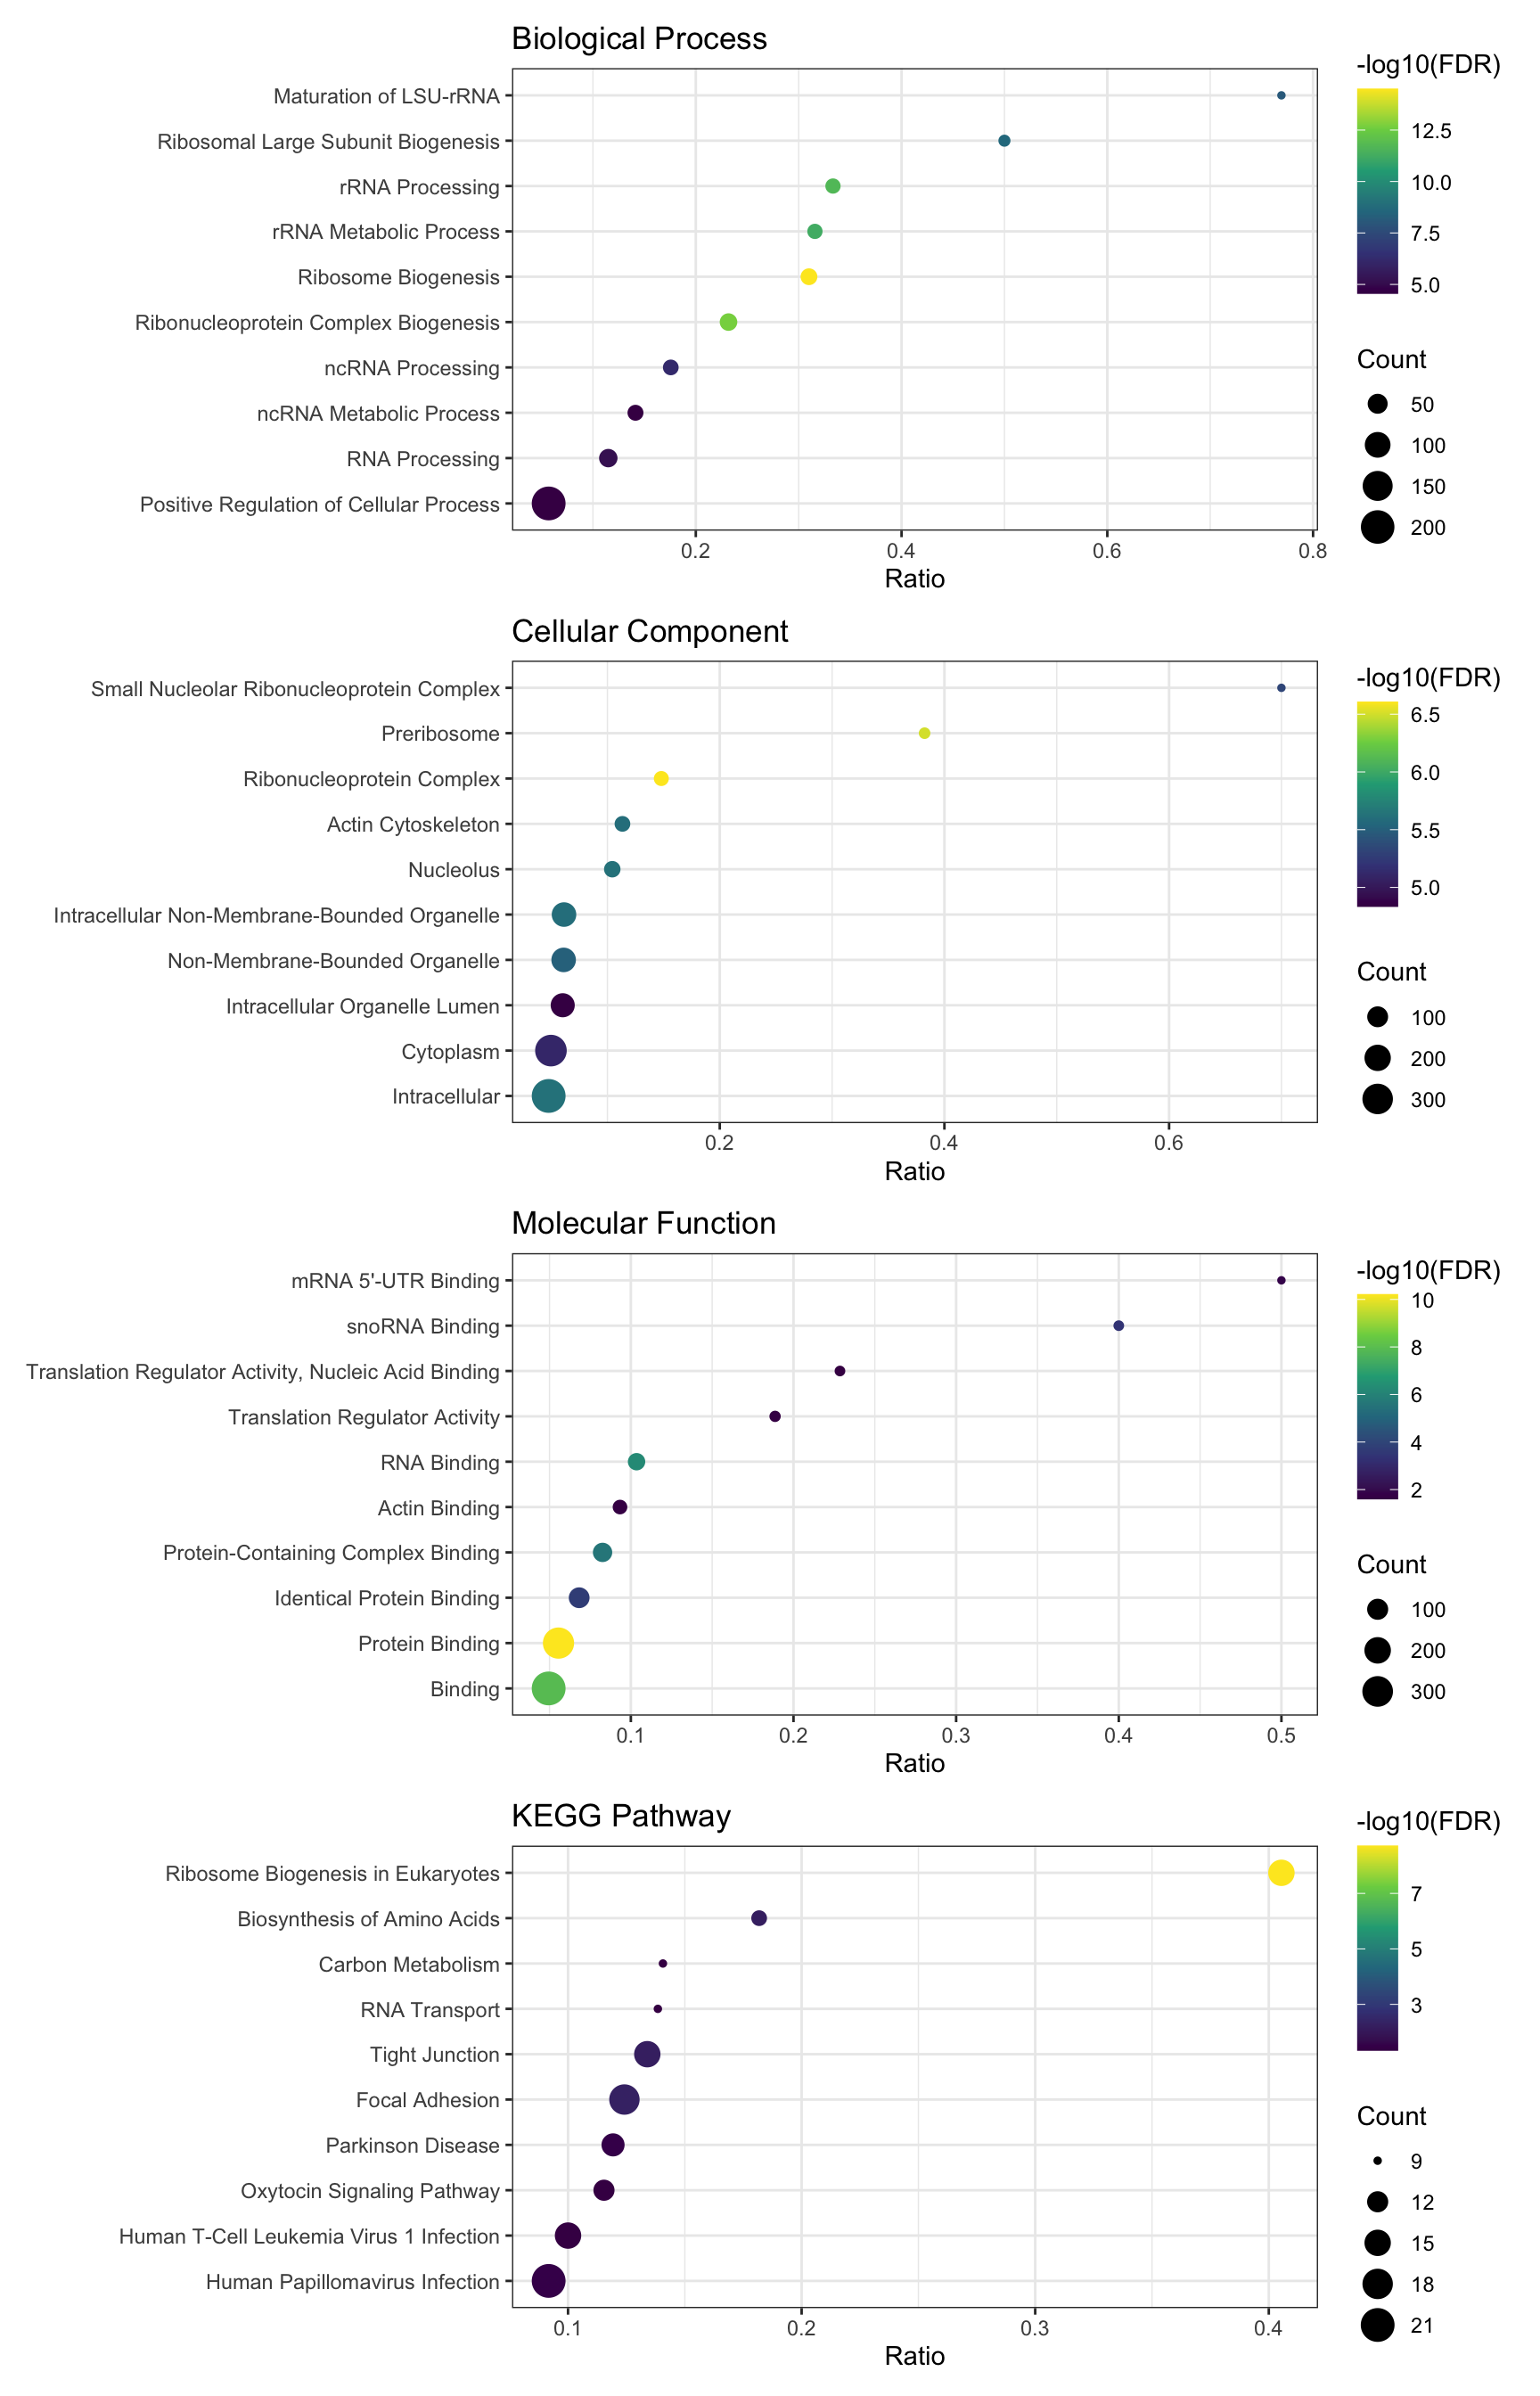 Biological Process
Maturation of LSU-rRNA
Ribosomal Large Subunit Biogenesis
rRNA Processing
rRNA Metabolic Process
Ribosome Biogenesis
Ribonucleoprotein Complex Biogenesis
ncRNA Processing
ncRNA Metabolic Process
RNA Processing
Positive Regulation of Cellular Process
0.2 0.4 0.6 0.8
Ratio
-log10(FDR)
12.5
10.0
7.5
5.0
Count
50
100
150
200
Cellular Component
Small Nucleolar Ribonucleoprotein Complex
Preribosome
Ribonucleoprotein Complex
Actin Cytoskeleton
Nucleolus
Intracellular Non-Membrane-Bounded Organelle
Non-Membrane-Bounded Organelle
Intracellular Organelle Lumen
Cytoplasm
Intracellular
0.2 0.4 0.6
Ratio
-log10(FDR)
6.5
6.0
5.5
5.0
Count
100
200
300
Molecular Function
mRNA 5'-UTR Binding
snoRNA Binding
Translation Regulator Activity, Nucleic Acid Binding
Translation Regulator Activity
RNA Binding
Actin Binding
Protein-Containing Complex Binding
Identical Protein Binding
Protein Binding
Binding
0.1 0.2 0.3 0.4 0.5
Ratio
-log10(FDR)
10
8
6
4
2
Count
100
200
300
KEGG Pathway
Ribosome Biogenesis in Eukaryotes
Biosynthesis of Amino Acids
Carbon Metabolism
RNA Transport
Tight Junction
Focal Adhesion
Parkinson Disease
Oxytocin Signaling Pathway
Human T-Cell Leukemia Virus 1 Infection
Human Papillomavirus Infection
0.1 0.2 0.3 0.4
Ratio
-log10(FDR)
7
5
3
Count
9
12
15
18
21